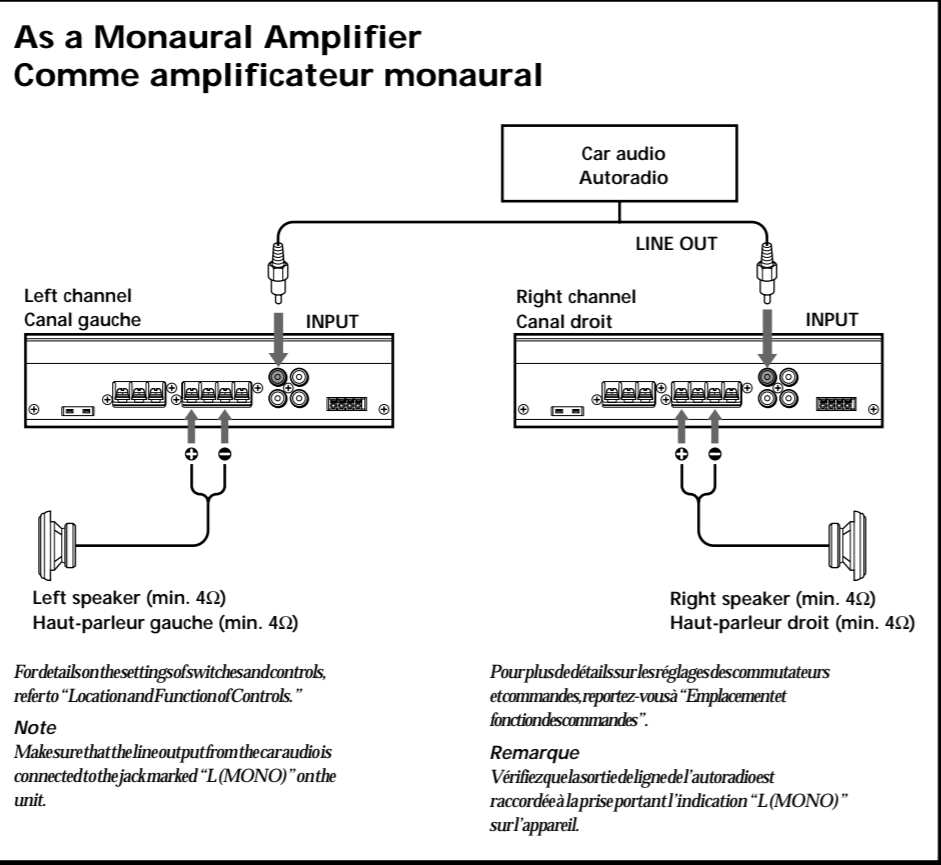 As a Monaural Amplifier
Comme amplificateur monaural
Car audio
Autoradio
LINE OUT
Left channel
Canal gauche
INPUT
Right channel
Canal droit
INPUT
+
−
+
−
Left speaker (min. 4Ω)
Haut-parleur gauche (min. 4Ω)
Right speaker (min. 4Ω)
Haut-parleur droit (min. 4Ω)
For details on the settings of switches and controls,
refer to “Location and Function of Controls.”
Note
Make sure that the line output from the car audio is
connected to the jack marked “L (MONO)” on the
unit.
Pour plus de détails sur les réglages des commutateurs
et commandes, reportez-vous à “Emplacement et
fonction des commandes”.
Remarque
Vérifiez que la sortie de ligne de l’autoradio est
raccordée à la prise portant l’indication “L (MONO)”
sur l’appareil.